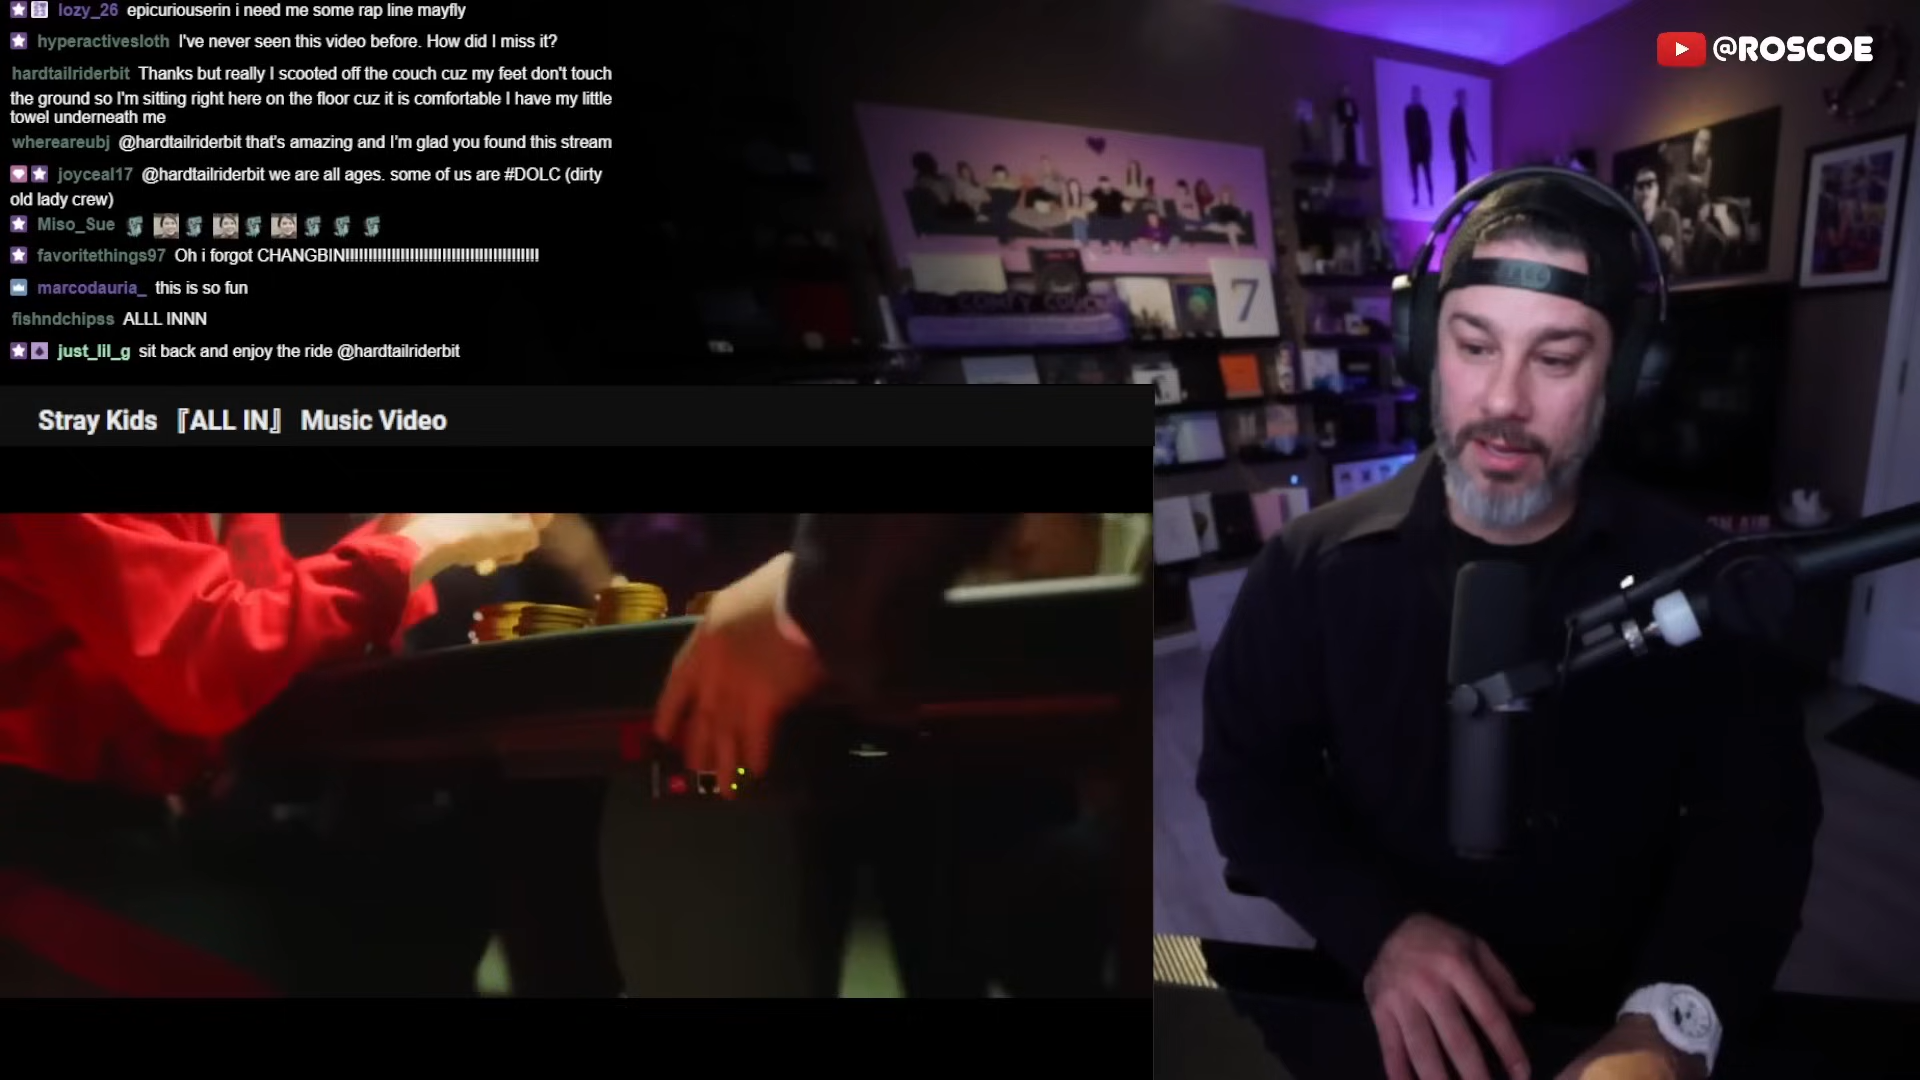 lozy_26 epicuriouserin i need me some rap line mayfly
@ROSCOE
hyperactivesloth I've never seen this video before. How did I miss it?
hardtailriderbit Thanks but really I scooted off the couch cuz my feet don't touch
the ground so I'm sitting right here on the floor cuz it is comfortable I have my little
towel underneath me
whereareubj @hardtailriderbit that's amazing and I'm glad you found this stream
joyceal17 @hardtailriderbit we are all ages. some of us are #DOLC (dirty
old lady crew)
Miso_Sue
favoritethings97 Oh i forgot CHANGBIN!!!!!!!!!!!!!!!!!!!!!!!!!!!!!!!!!!!!!!!!!
marcodauria_ this is so fun
fishndchipss ALLL INNN
just_lil_g sit back and enjoy the ride @hardtailriderbit
7
COMFY COUCH
Stray Kids 『ALL IN』 Music Video
ON AIR